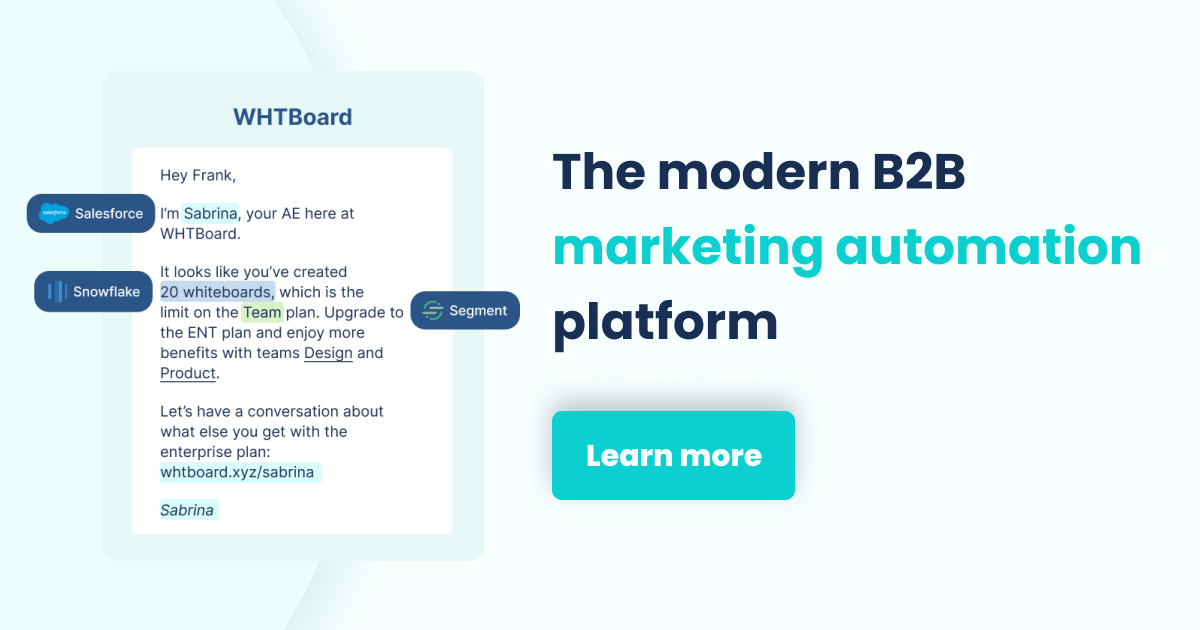 WHTBoard
Hey Frank,
I’m Sabrina, your AE here at
WHTBoard.
It looks like you’ve created
20 whiteboards, which is the
limit on the Team plan. Upgrade to
the ENT plan and enjoy more
benefits with teams Design and
Product.
Let’s have a conversation about
what else you get with the
enterprise plan:
whtboard.xyz/sabrina
Sabrina
salesforce
Salesforce
Snowflake
Segment
The modern B2B
marketing automation
platform
Learn more